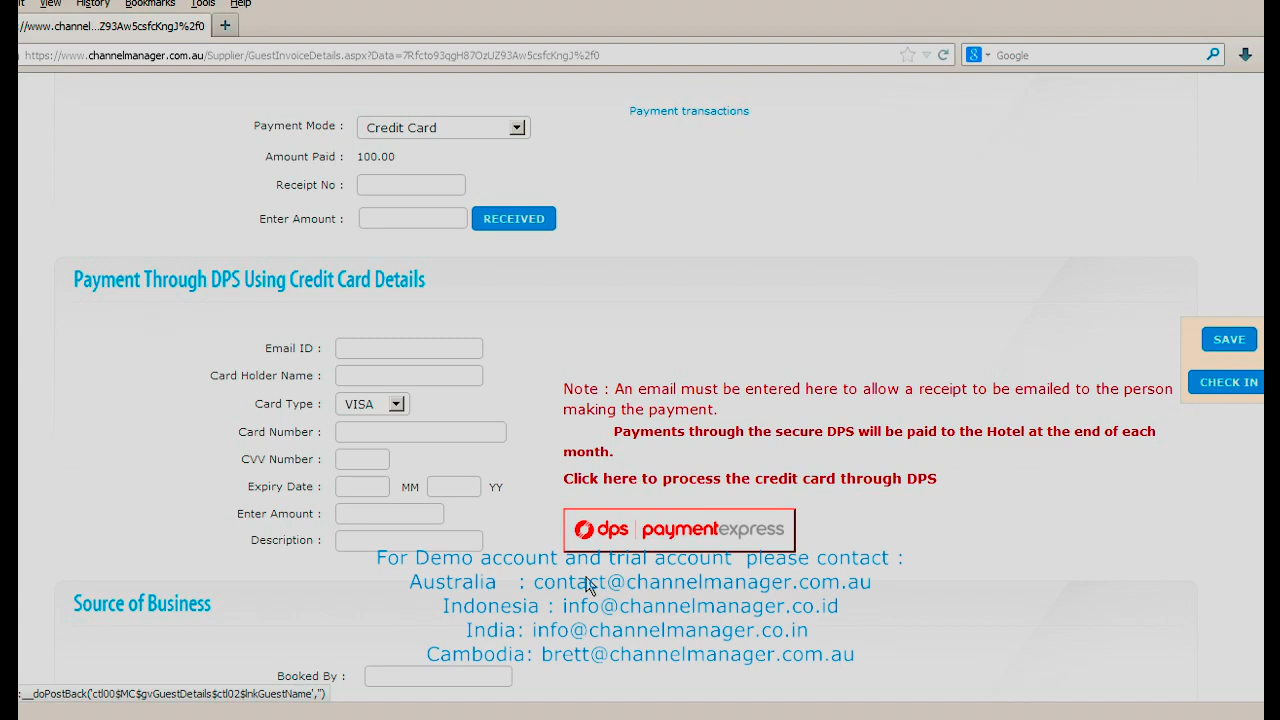 View History Bookmarks Tools Help
//www.channel...Z93Aw5csfcKngJ%2f0 +
https://www.channelmanager.com.au/Supplier/GuestInvoiceDetails.aspx?Data=7Rfcto93qgH87OzUZ93Aw5csfcKngJ%2f0 Google
Payment transactions
Payment Mode : Credit Card
Amount Paid : 100.00
Receipt No :
Enter Amount : RECEIVED
Payment Through DPS Using Credit Card Details
Email ID :
SAVE
Card Holder Name :
CHECK IN
Note : An email must be entered here to allow a receipt to be emailed to the person
making the payment.
Card Type : VISA
Card Number :
Payments through the secure DPS will be paid to the Hotel at the end of each
month.
CVV Number :
Click here to process the credit card through DPS
Expiry Date : MM YY
Enter Amount :
dps paymentexpress
Description :
For Demo account and trial account please contact :
Australia : contact@channelmanager.com.au
Source of Business
Indonesia : info@channelmanager.co.id
India: info@channelmanager.co.in
Cambodia: brett@channelmanager.com.au
Booked By :
:__doPostBack('ctl00$MC$gvGuestDetails$ctl02$lnkGuestName','')